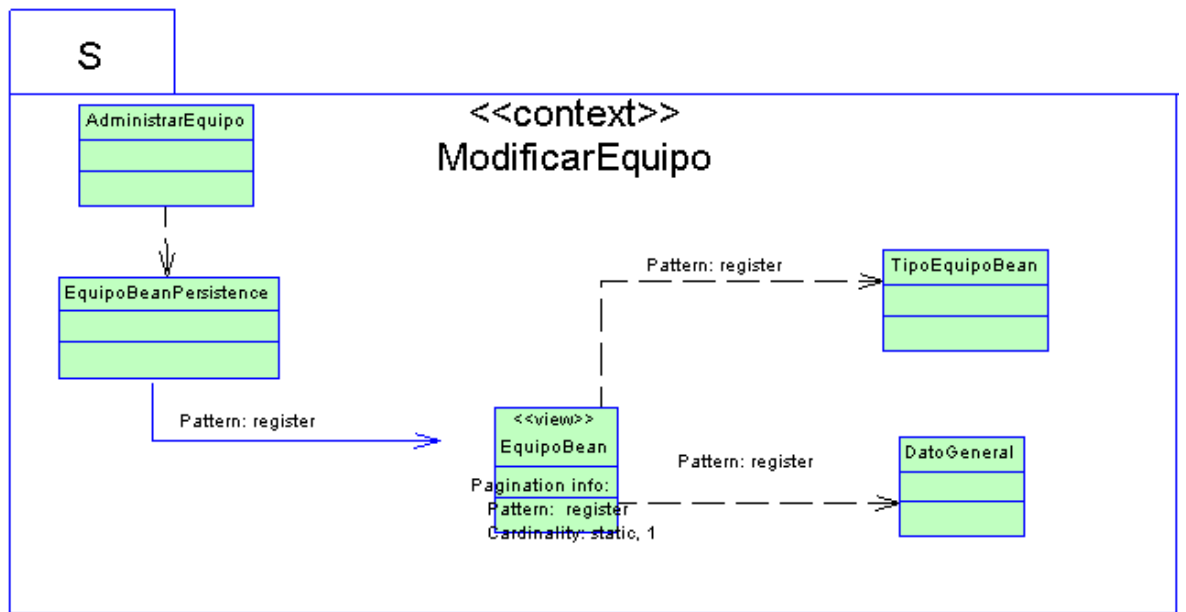 S
<<context>>
ModificarEquipo
AdministrarEquipo
EquipoBeanPersistence
Pattern: register
TipoEquipoBean
Pattern: register
<<view>>
EquipoBean
Pagination info:
Pattern: register
Cardinality: static, 1
Pattern: register
DatoGeneral